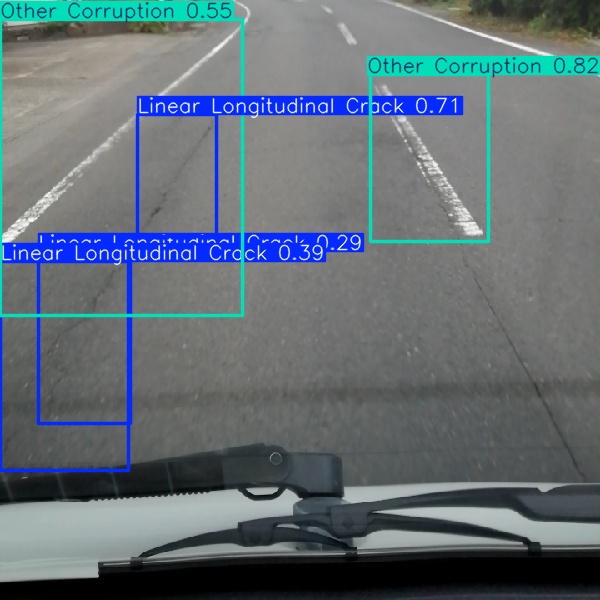 Other Corruption 0.55
Other Corruption 0.82
Linear Longitudinal Crack 0.71
Linear Longitudinal Crack 0.29
Linear Longitudinal Crack 0.39